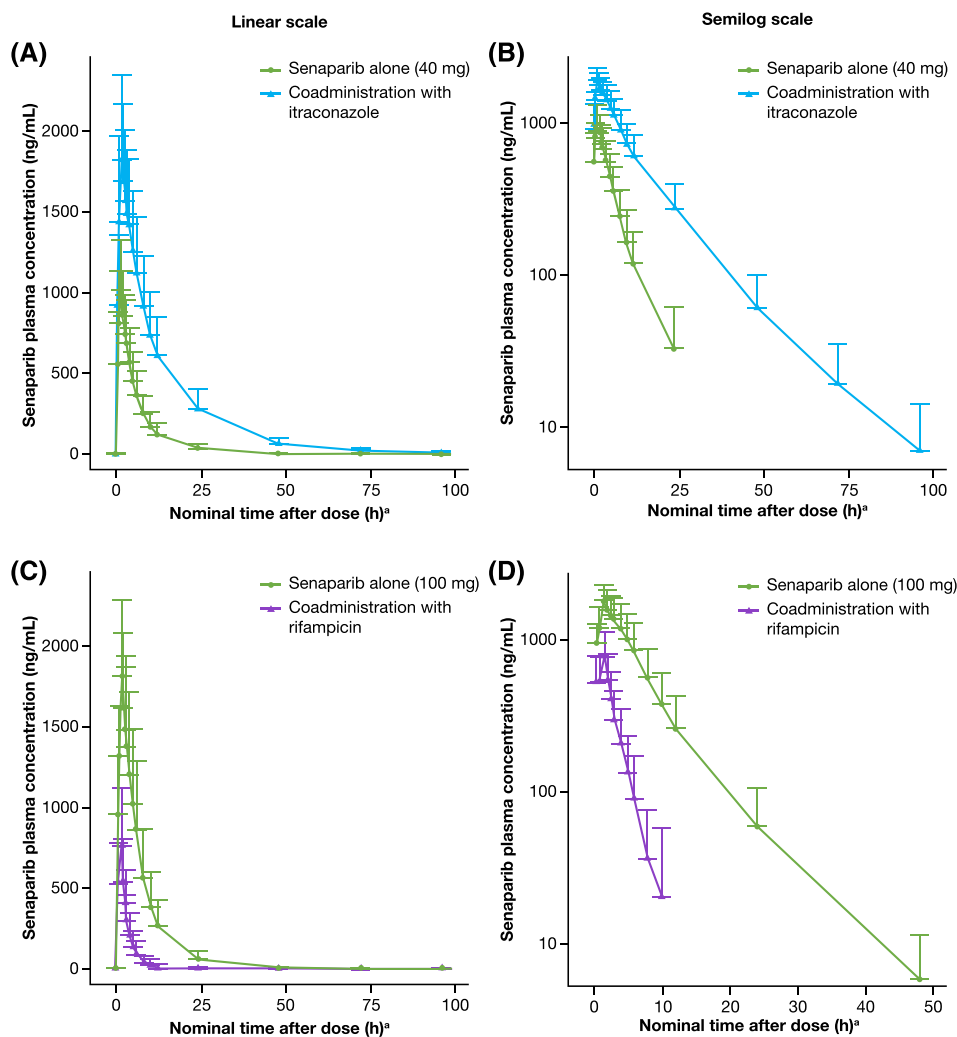 Linear scale
Semilog scale
(A)
Senaparib alone (40 mg)
Coadministration with
itraconazole
Senaparib plasma concentration (ng/mL)
2000
1500
1000
500
0
0
25
50
75
100
Nominal time after dose (h)ᵃ
(B)
Senaparib alone (40 mg)
Coadministration with
itraconazole
Senaparib plasma concentration (ng/mL)
1000
100
10
0
25
50
75
100
Nominal time after dose (h)ᵃ
(C)
Senaparib alone (100 mg)
Coadministration with
rifampicin
Senaparib plasma concentration (ng/mL)
2000
1500
1000
500
0
0
25
50
75
100
Nominal time after dose (h)ᵃ
(D)
Senaparib alone (100 mg)
Coadministration with
rifampicin
Senaparib plasma concentration (ng/mL)
1000
100
10
0
10
20
30
40
50
Nominal time after dose (h)ᵃ